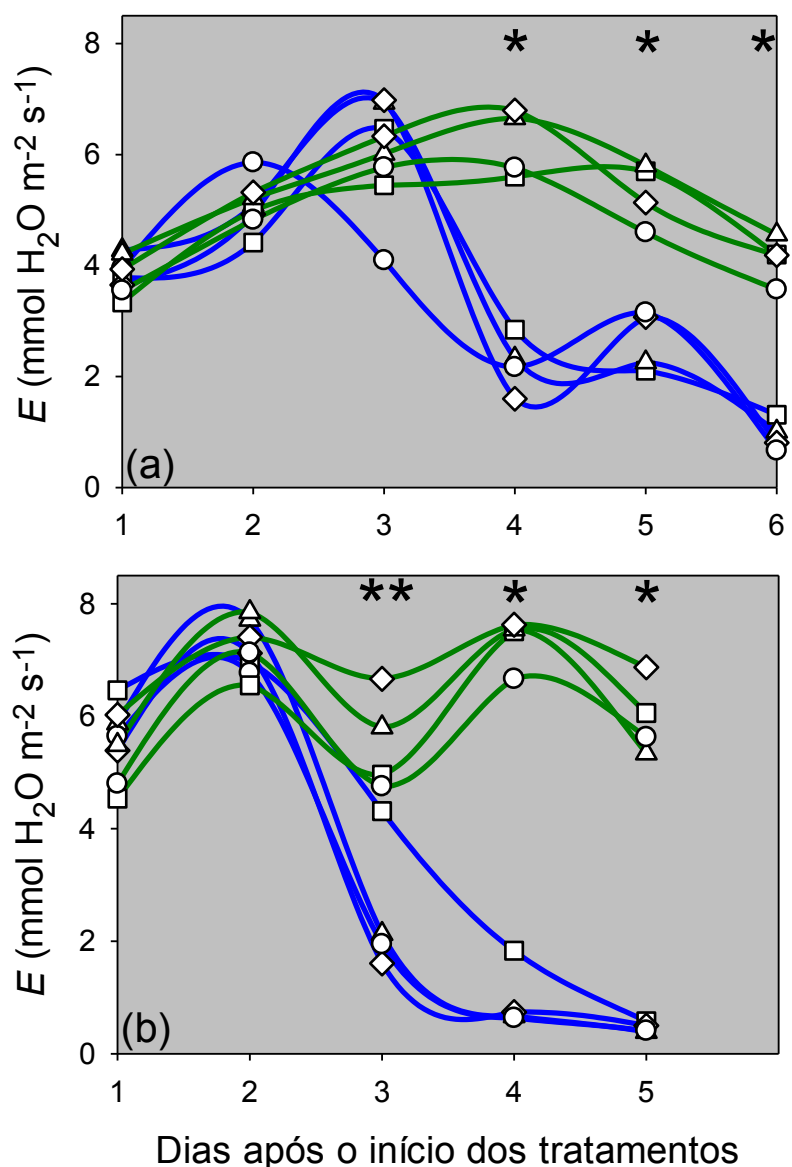 8
* * *
6
4
2
(a)
0
1 2 3 4 5 6
E (mmol H₂O m⁻² s⁻¹)
8
** * *
6
4
2
(b)
0
1 2 3 4 5
E (mmol H₂O m⁻² s⁻¹)
Dias após o início dos tratamentos